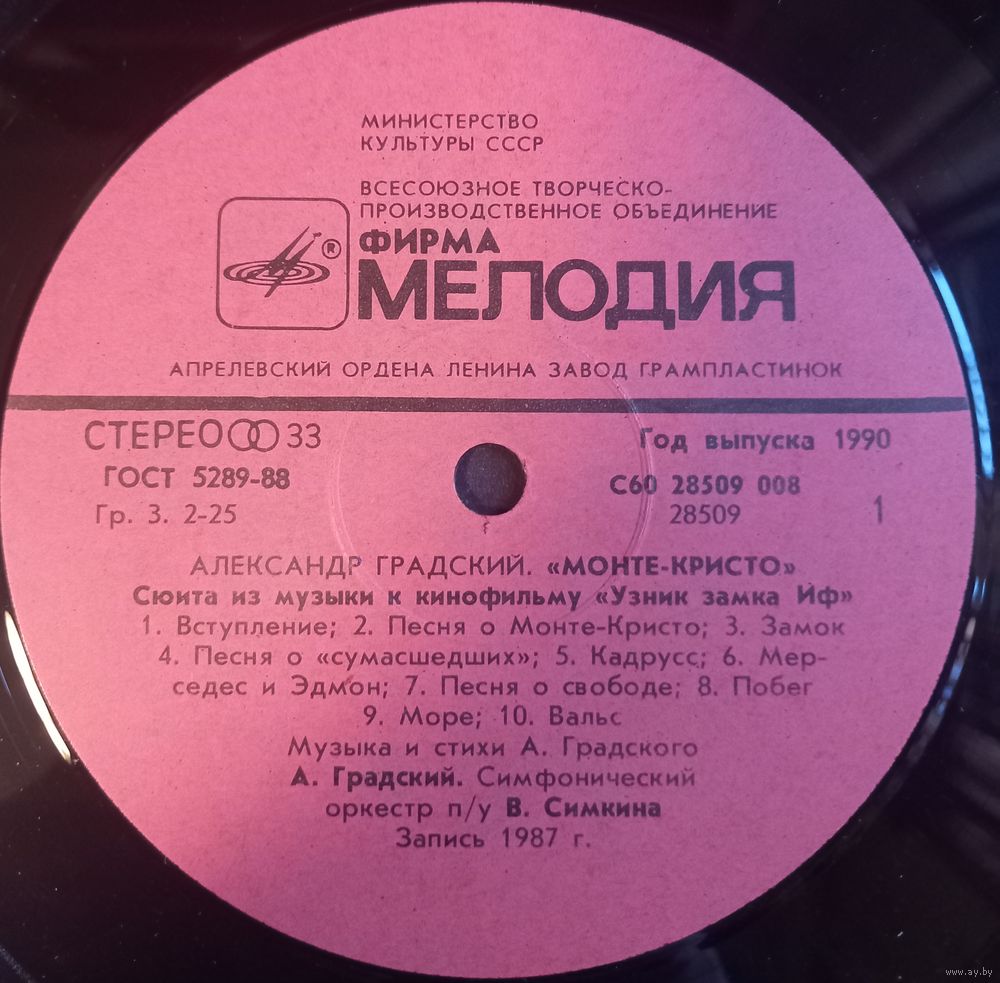 МИНИСТЕРСТВО
КУЛЬТУРЫ СССР
ВСЕСОЮЗНОЕ ТВОРЧЕСКО-
ПРОИЗВОДСТВЕННОЕ ОБЪЕДИНЕНИЕ
ФИРМА
®
МЕЛОДИЯ
АПРЕЛЕВСКИЙ ОРДЕНА ЛЕНИНА ЗАВОД ГРАМПЛАСТИНОК
СТЕРЕО 33
Год выпуска 1990
ГОСТ 5289-88
С60 28509 008
Гр. 3. 2-25
28509
1
АЛЕКСАНДР ГРАДСКИЙ. «МОНТЕ-КРИСТО»
Сюита из музыки к кинофильму «Узник замка Иф»
1. Вступление; 2. Песня о Монте-Кристо; 3. Замок
4. Песня о «сумасшедших»; 5. Кадрусс; 6. Мер-
седес и Эдмон; 7. Песня о свободе; 8. Побег
9. Море; 10. Вальс
Музыка и стихи А. Градского
А. Градский. Симфонический
оркестр п/у В. Симкина
Запись 1987 г.
www.ay.by